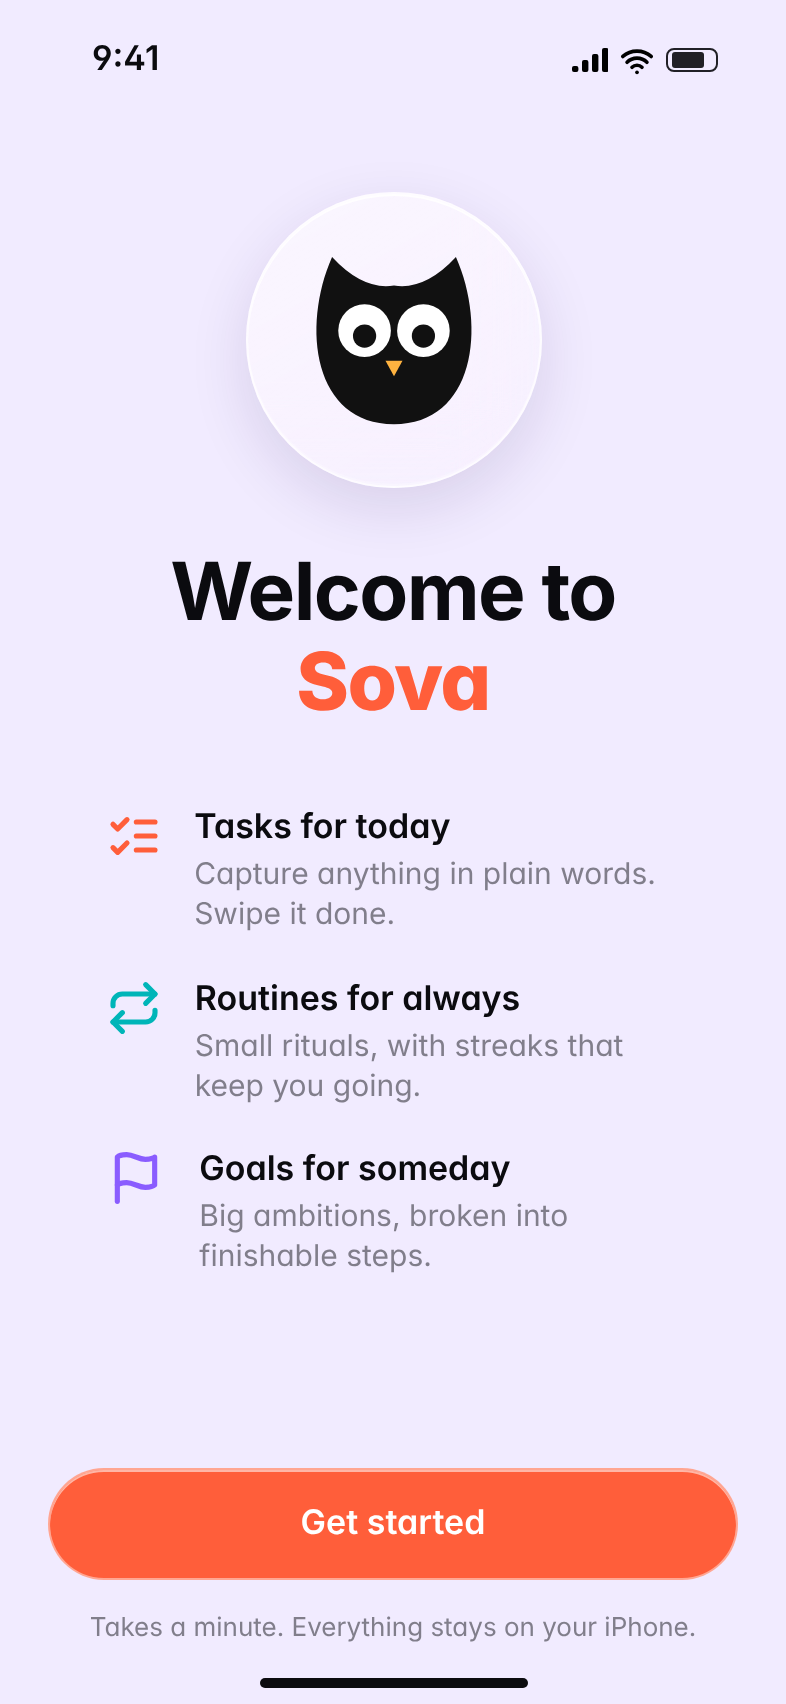 9:41
Welcome to
Sova
Tasks for today
Capture anything in plain words.
Swipe it done.
Routines for always
Small rituals, with streaks that
keep you going.
Goals for someday
Big ambitions, broken into
finishable steps.
Get started
Takes a minute. Everything stays on your iPhone.